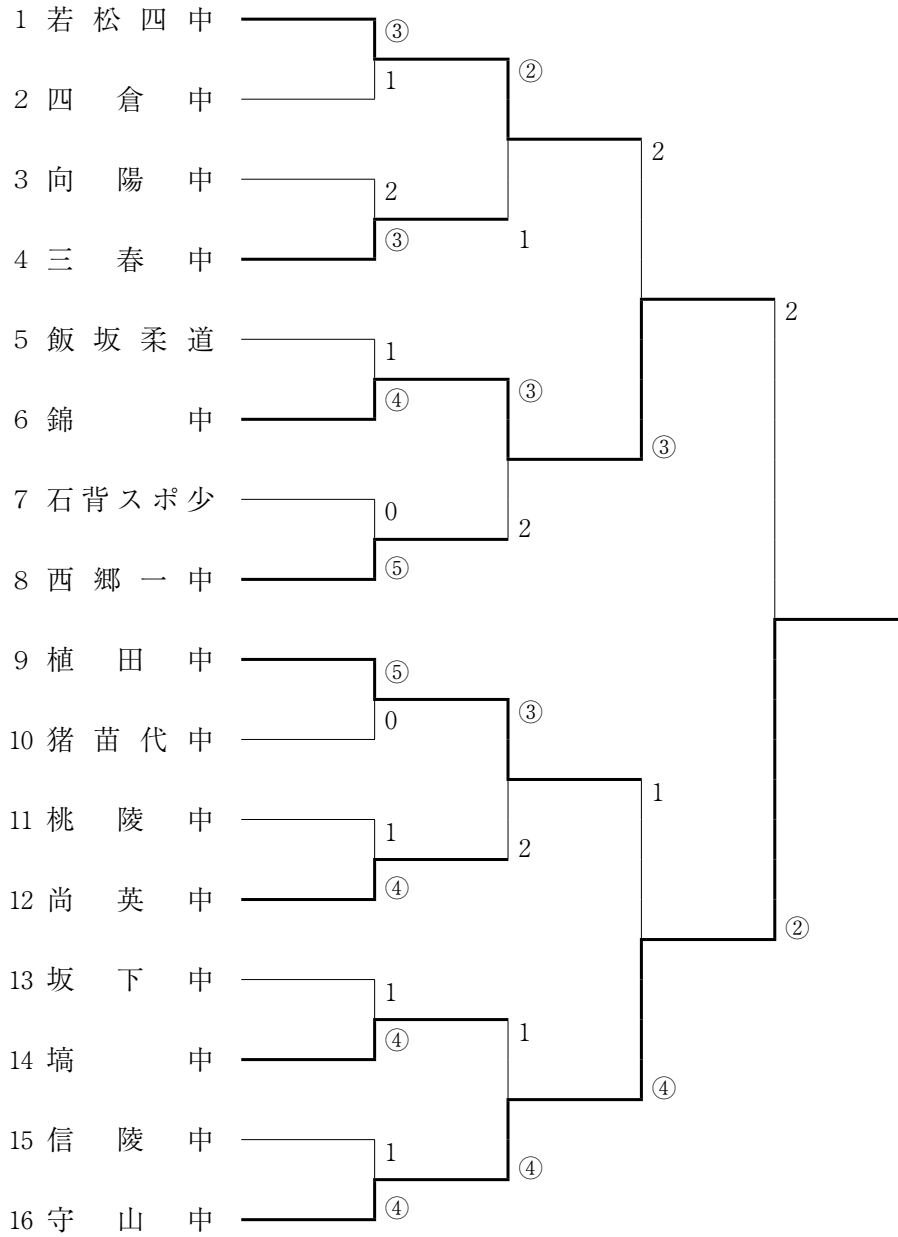 1 若松四中
③
②
1
2 四倉中
2
3 向陽中
2
③
1
4 三春中
2
5 飯坂柔道
1
④
③
6 錦中
③
7 石背スポ少
0
2
⑤
8 西郷一中
9 植田中
⑤
0
③
10 猪苗代中
1
11 桃陵中
1
2
④
12 尚英中
②
13 坂下中
1
1
④
14 塙中
④
15 信陵中
1
④
④
16 守山中